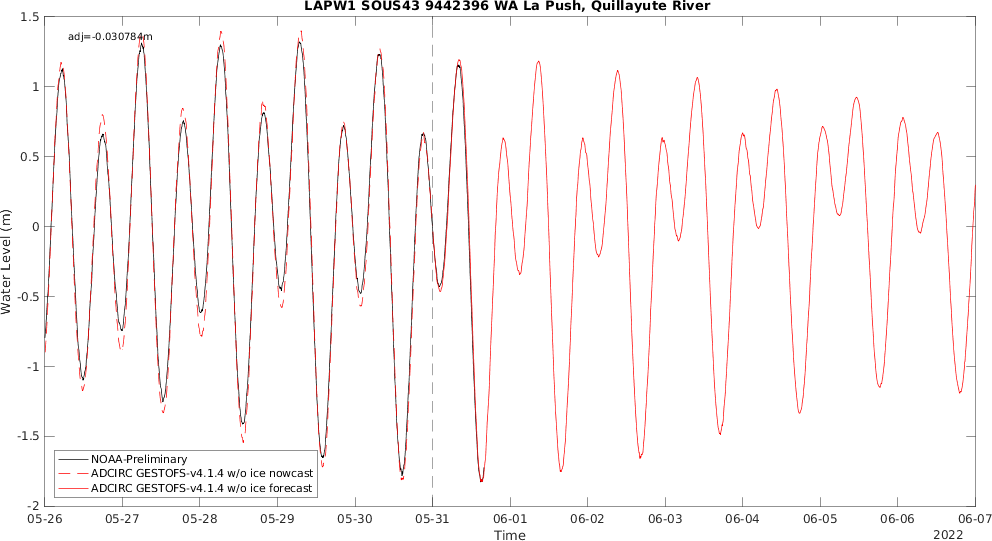 LAPW1 SOUS43 9442396 WA La Push, Quillayute River
adj=-0.030784m
1.5
1
0.5
0
-0.5
-1
-1.5
-2
Water Level (m)
NOAA-Preliminary
ADCIRC GESTOFS-v4.1.4 w/o ice nowcast
ADCIRC GESTOFS-v4.1.4 w/o ice forecast
05-26 05-27 05-28 05-29 05-30 05-31 06-01 06-02 06-03 06-04 06-05 06-06 06-07
Time
2022